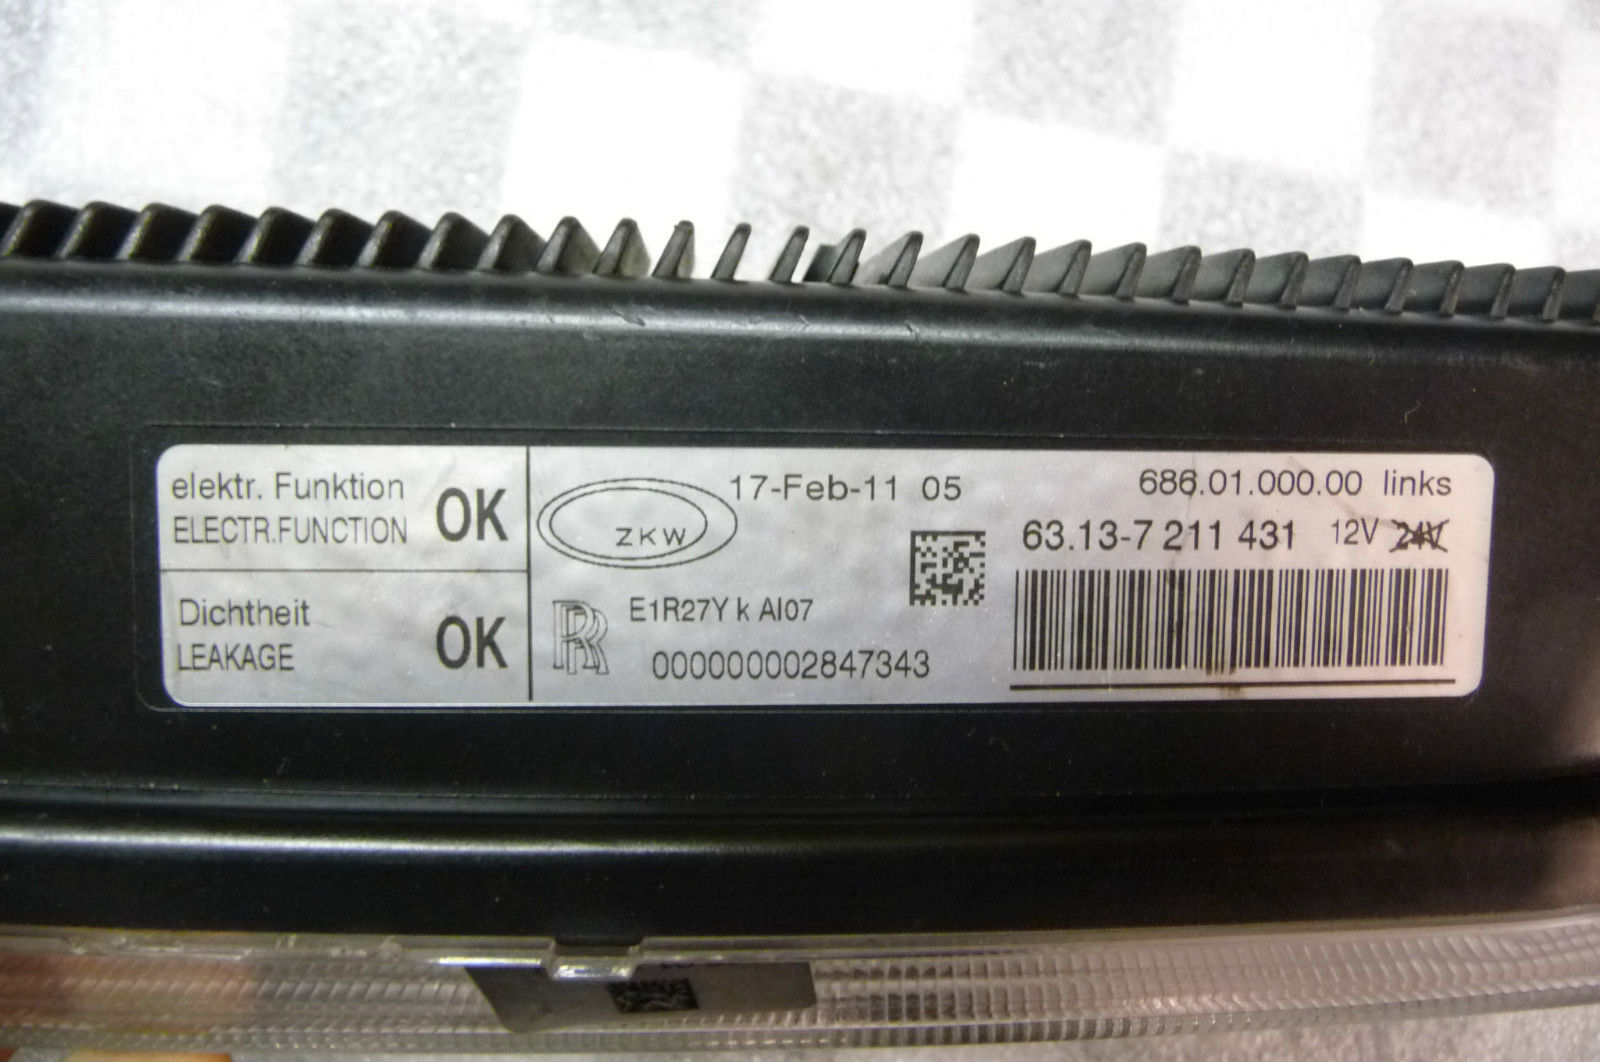 elektr. Funktion
ELECTR.FUNCTION
OK
Dichtheit
LEAKAGE
OK
ZKW
17-Feb-11 05
686.01.000.00 links
63.13-7 211 431 12V 24V
RR
E1R27Y k AI07
000000002847343